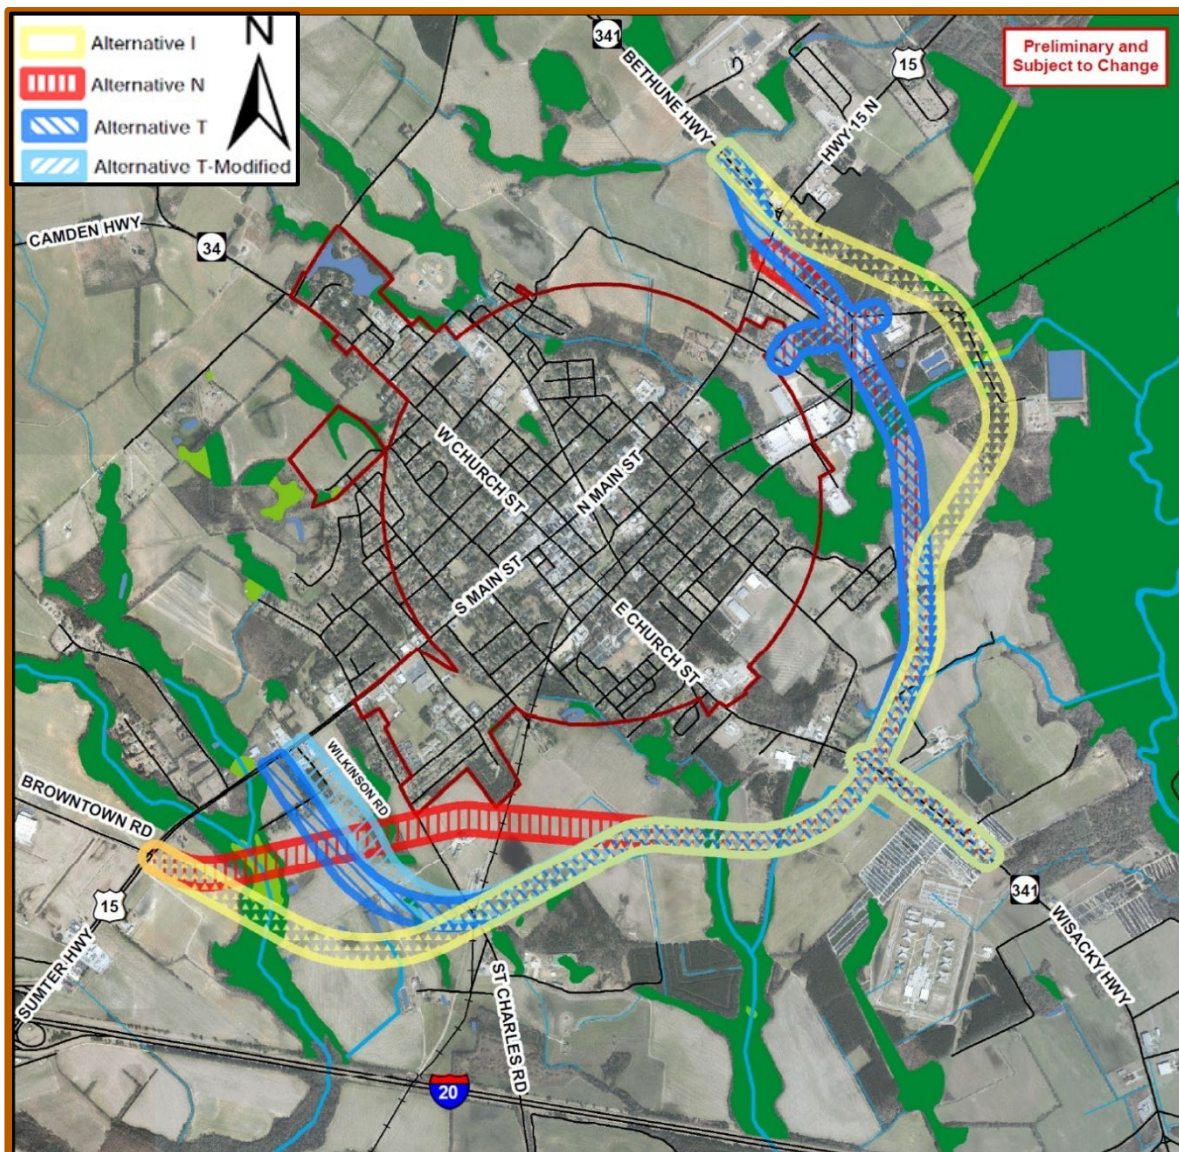 Alternative I
Alternative N
Alternative T
Alternative T-Modified
N
Preliminary and
Subject to Change
341
BETHUNE HWY
15
HWY 15 N
CAMDEN HWY
34
W CHURCH ST
N MAIN ST
S MAIN ST
E CHURCH ST
WILKINSON RD
BROWNTOWN RD
15
SUMTER HWY
341
WISACKY HWY
ST CHARLES RD
20